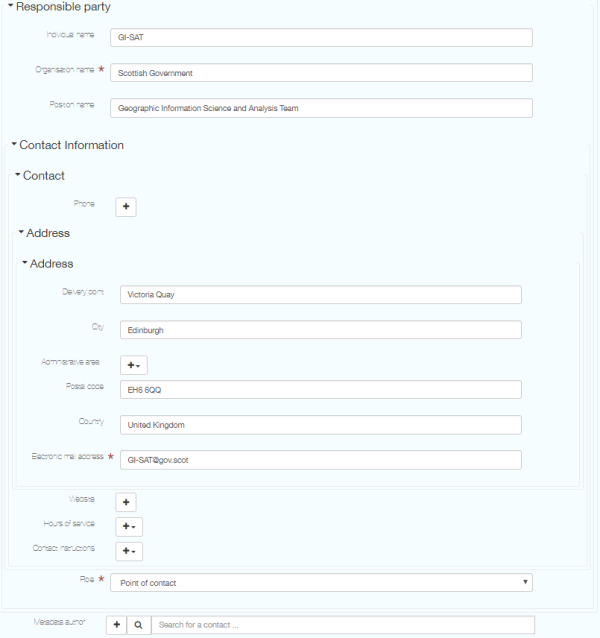 Responsible party
Individual name GI-SAT
Organisation name * Scottish Government
Position name Geographic Information Science and Analysis Team
Contact Information
Contact
Phone +
Address
Address
Delivery point Victoria Quay
City Edinburgh
Administrative area +
Postal code EH6 6QQ
Country United Kingdom
Electronic mail address * GI-SAT@gov.scot
Website +
Hours of service +
Contact instructions +
Role * Point of contact
Metadata author + Search for a contact ...